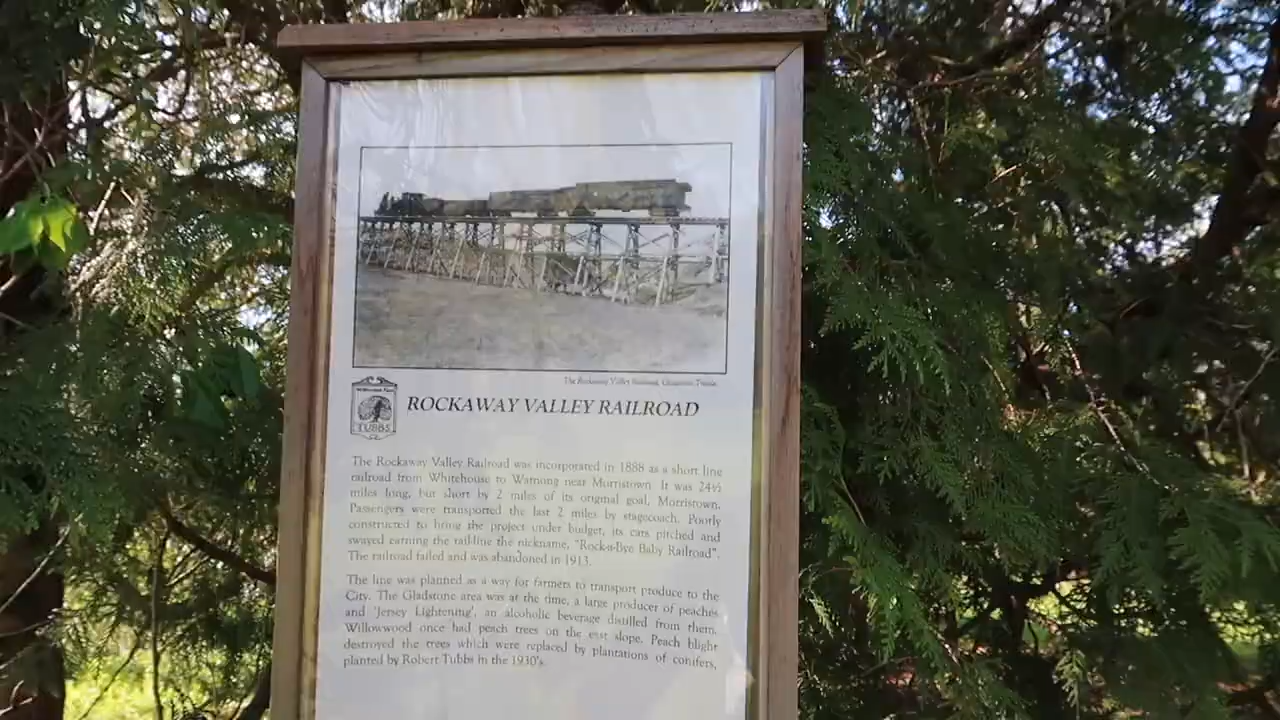 The Rockaway Valley Railroad, Gladstone Trestle.
TUBBS
ROCKAWAY VALLEY RAILROAD
The Rockaway Valley Railroad was incorporated in 1888 as a short line
railroad from Whitehouse to Watnong near Morristown. It was 24½
miles long, but short by 2 miles of its original goal, Morristown.
Passengers were transported the last 2 miles by stagecoach. Poorly
constructed to bring the project under budget, its cars pitched and
swayed earning the rail-line the nickname, "Rock-a-Bye Baby Railroad".
The railroad failed and was abandoned in 1913.
The line was planned as a way for farmers to transport produce to the
City. The Gladstone area was at the time, a large producer of peaches
and 'Jersey Lightening', an alcoholic beverage distilled from them.
Willowwood once had peach trees on the east slope. Peach blight
destroyed the trees which were replaced by plantations of conifers,
planted by Robert Tubbs in the 1930's.